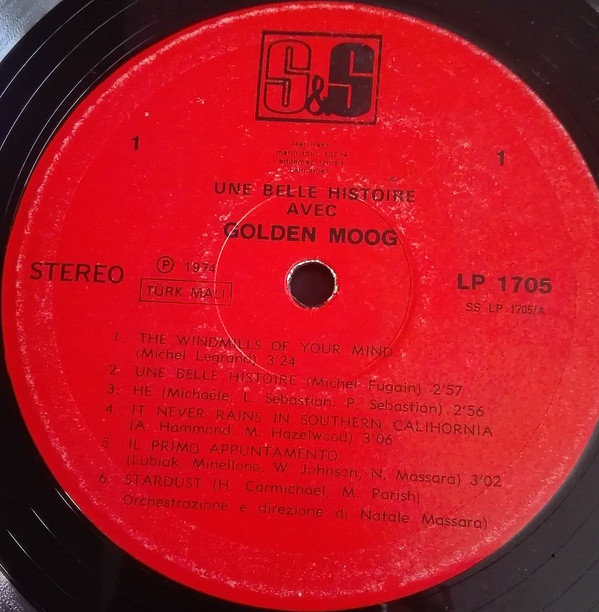 S&S
1
1
UNE BELLE HISTOIRE
AVEC
GOLDEN MOOG
STEREO
Ⓟ 1974
TÜRK MALI
LP 1705
SS LP 1705/A
1. THE WINDMILLS OF YOUR MIND
(Michel Legrand) 3'24
2. UNE BELLE HISTOIRE (Michel Fugain) 2'57
3. HE (Michaele, L. Sebastian, P. Sebastian) 2'56
4. IT NEVER RAINS IN SOUTHERN CALIHORNIA
(A. Hammond, M. Hazelwood) 3'06
5. IL PRIMO APPUNTAMENTO
(Lubiak, Minellono, W. Johnson, N. Massara) 3'02
6. STARDUST (H. Carmichael, M. Parish)
Orchestrazione e direzione di Natale Massara)